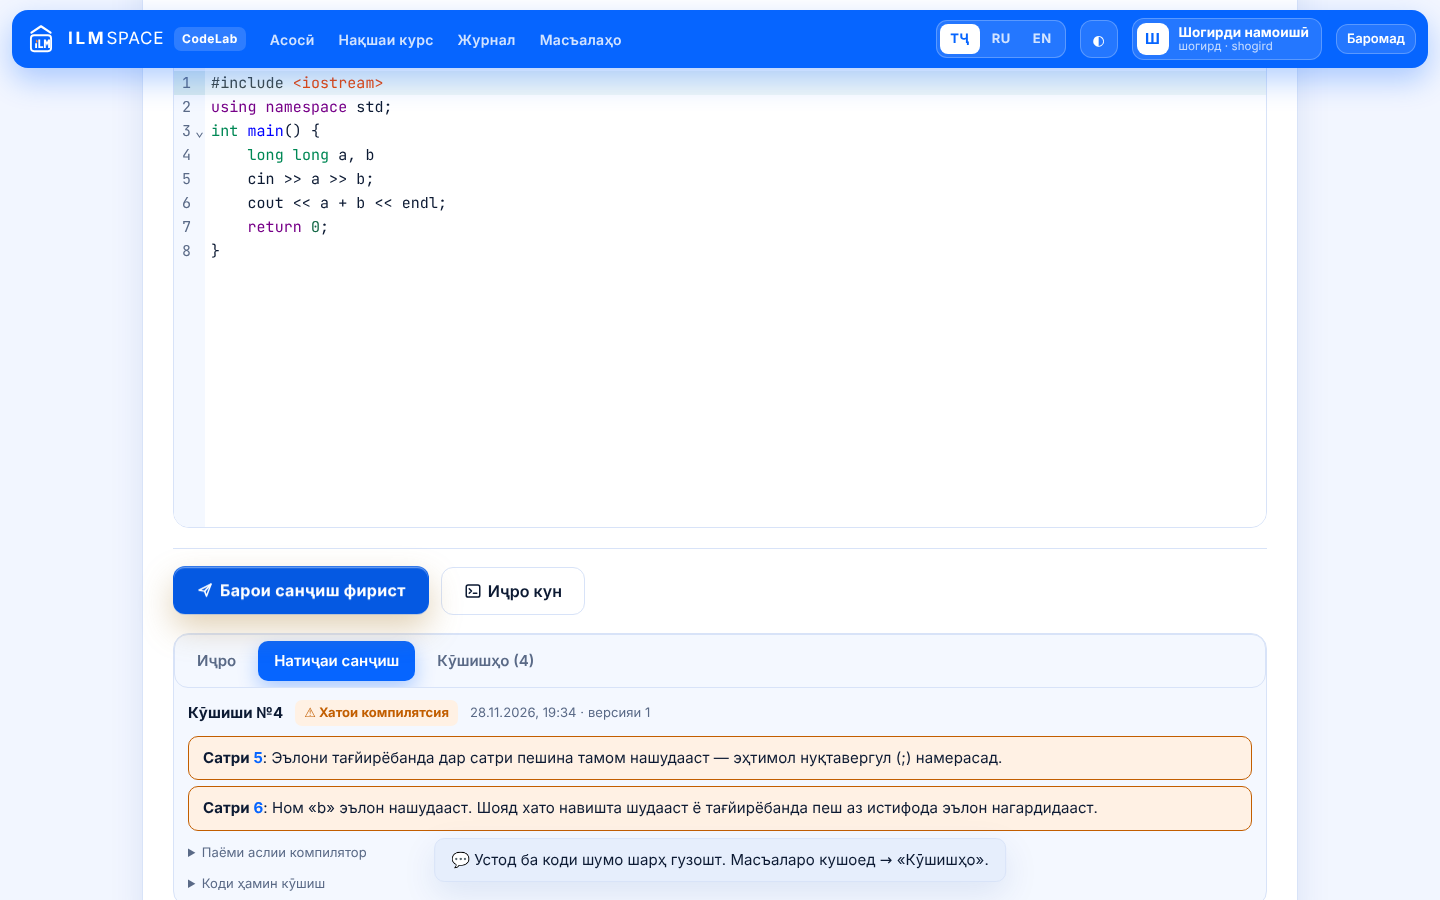 ILMSPACE CodeLab Асосӣ Нақшаи курс Журнал Масъалаҳо ТҶ RU EN Ш Шогирди намоишӣ Баромад
шогирд · shogird
1 #include <iostream>
2 using namespace std;
3 int main() {
4 long long a, b
5 cin >> a >> b;
6 cout << a + b << endl;
7 return 0;
8 }
Барои санҷиш фирист Иҷро кун
Иҷро Натиҷаи санҷиш Кӯшишҳо (4)
Кӯшиши №4 ⚠ Хатои компилятсия 28.11.2026, 19:34 · версияи 1
Сатри 5: Эълони тағйирёбанда дар сатри пешина тамом нашудааст — эҳтимол нуқтавергул (;) намерасад.
Сатри 6: Ном «b» эълон нашудааст. Шояд хато навишта шудааст ё тағйирёбанда пеш аз истифода эълон нагардидааст.
▶ Паёми аслии компилятор
💬 Устод ба коди шумо шарҳ гузошт. Масъаларо кушоед → «Кӯшишҳо».
▶ Коди ҳамин кӯшиш